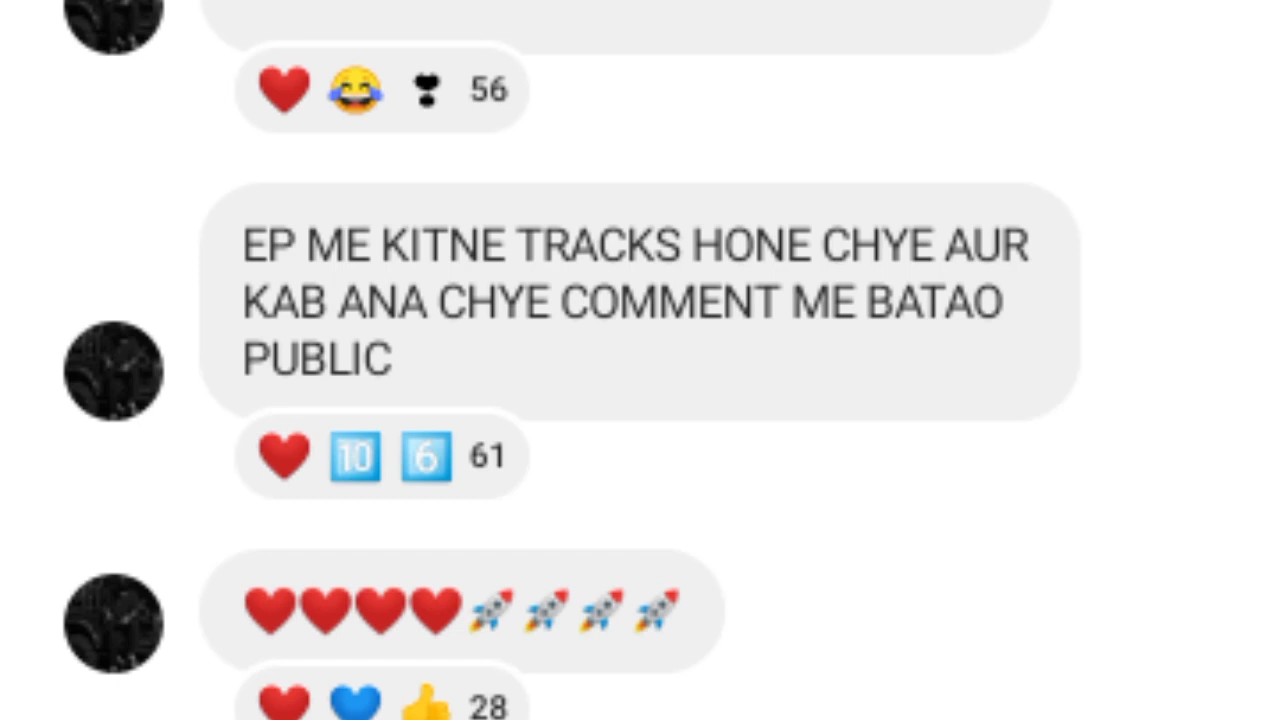 ❤️ 😂 ❣ 56
EP ME KITNE TRACKS HONE CHYE AUR
KAB ANA CHYE COMMENT ME BATAO
PUBLIC
❤️ 🔟 6️⃣ 61
❤️❤️❤️❤️🚀🚀🚀🚀
❤️ 💙 👍 28